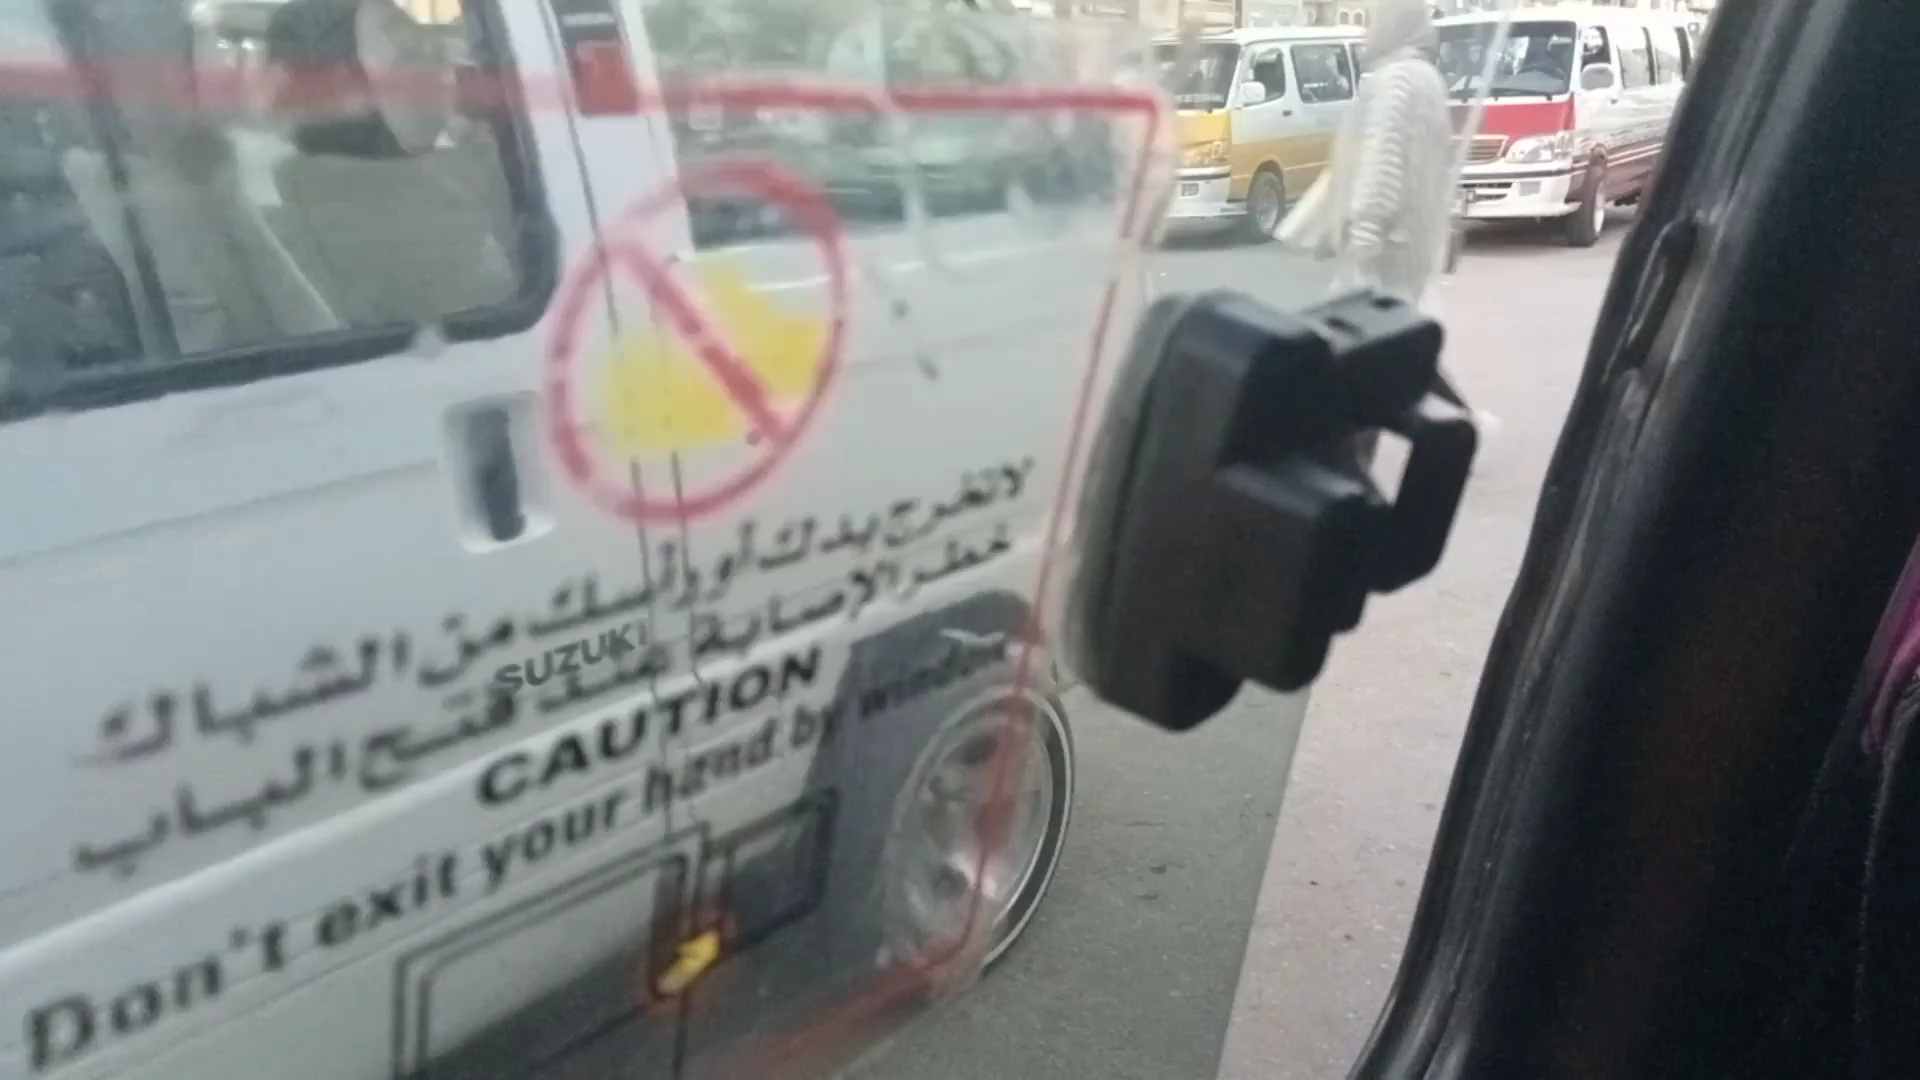 لا تخرج يدك أو رأسك من الشباك
خطر الإصابة عند فتح الباب
SUZUKI
CAUTION
Don't exit your hand by window